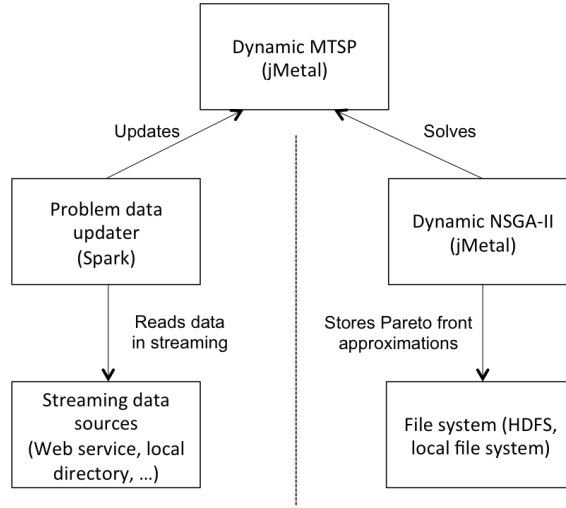 Dynamic MTSP
(jMetal)
Updates
Solves
Problem data
updater
(Spark)
Dynamic NSGA-II
(jMetal)
Reads data
in streaming
Stores Pareto front
approximations
Streaming data
sources
(Web service, local
directory, …)
File system (HDFS,
local file system)